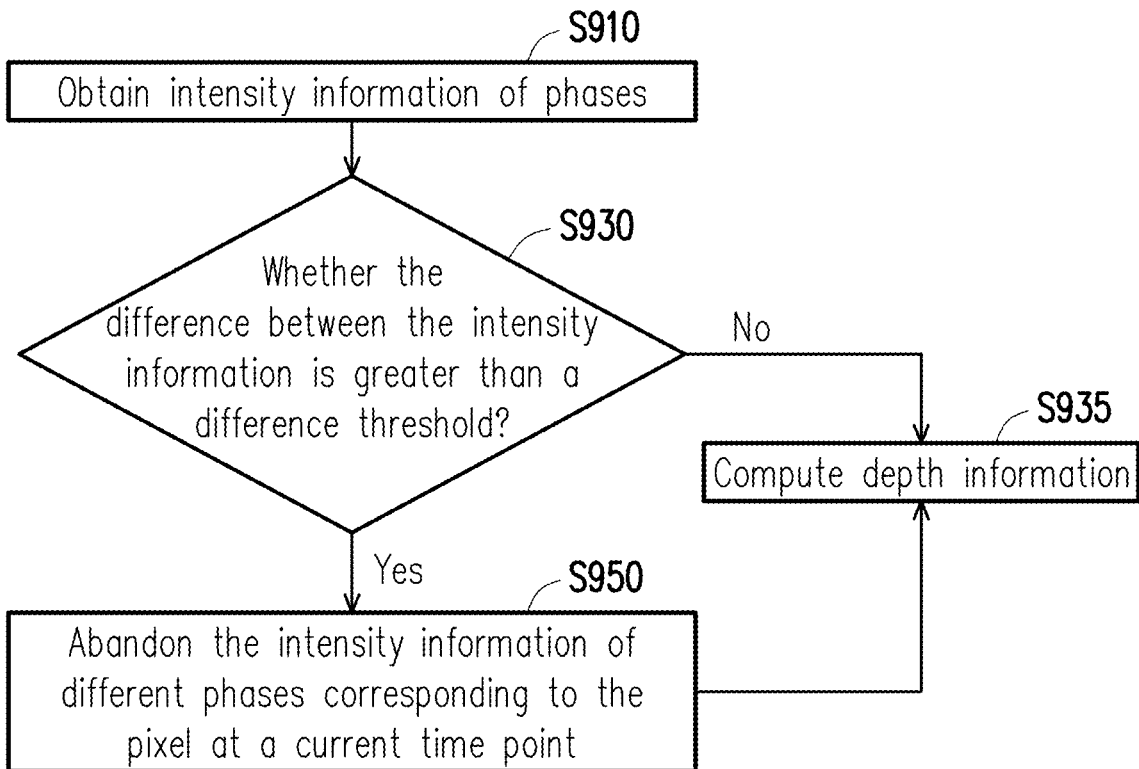 S910
Obtain intensity information of phases
S930
Whether the
difference between the intensity
information is greater than a
difference threshold?
No
S935
Compute depth information
Yes
S950
Abandon the intensity information of
different phases corresponding to the
pixel at a current time point